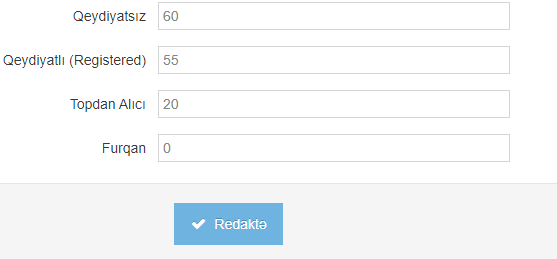 Qeydiyatsız 60
Qeydiyatlı (Registered) 55
Topdan Alıcı 20
Furqan 0
Redaktə